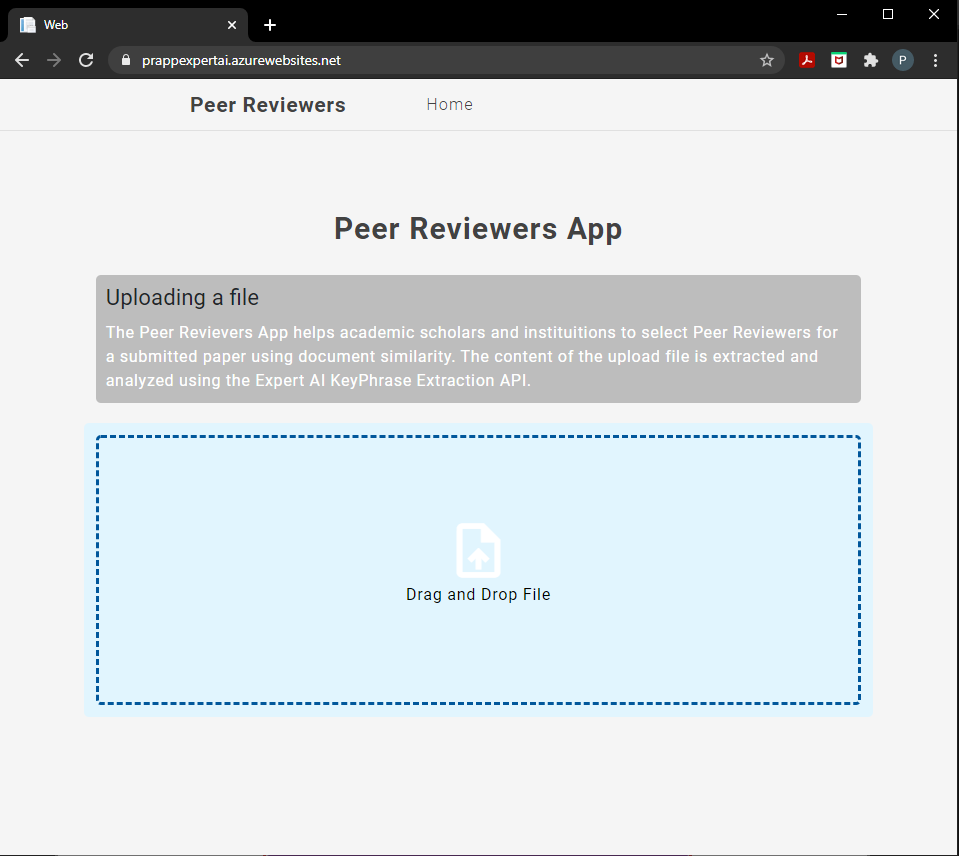 Web
prappexpertai.azurewebsites.net
P
Peer Reviewers
Home
Peer Reviewers App
Uploading a file
The Peer Revievers App helps academic scholars and instituitions to select Peer Reviewers for
a submitted paper using document similarity. The content of the upload file is extracted and
analyzed using the Expert AI KeyPhrase Extraction API.
Drag and Drop File